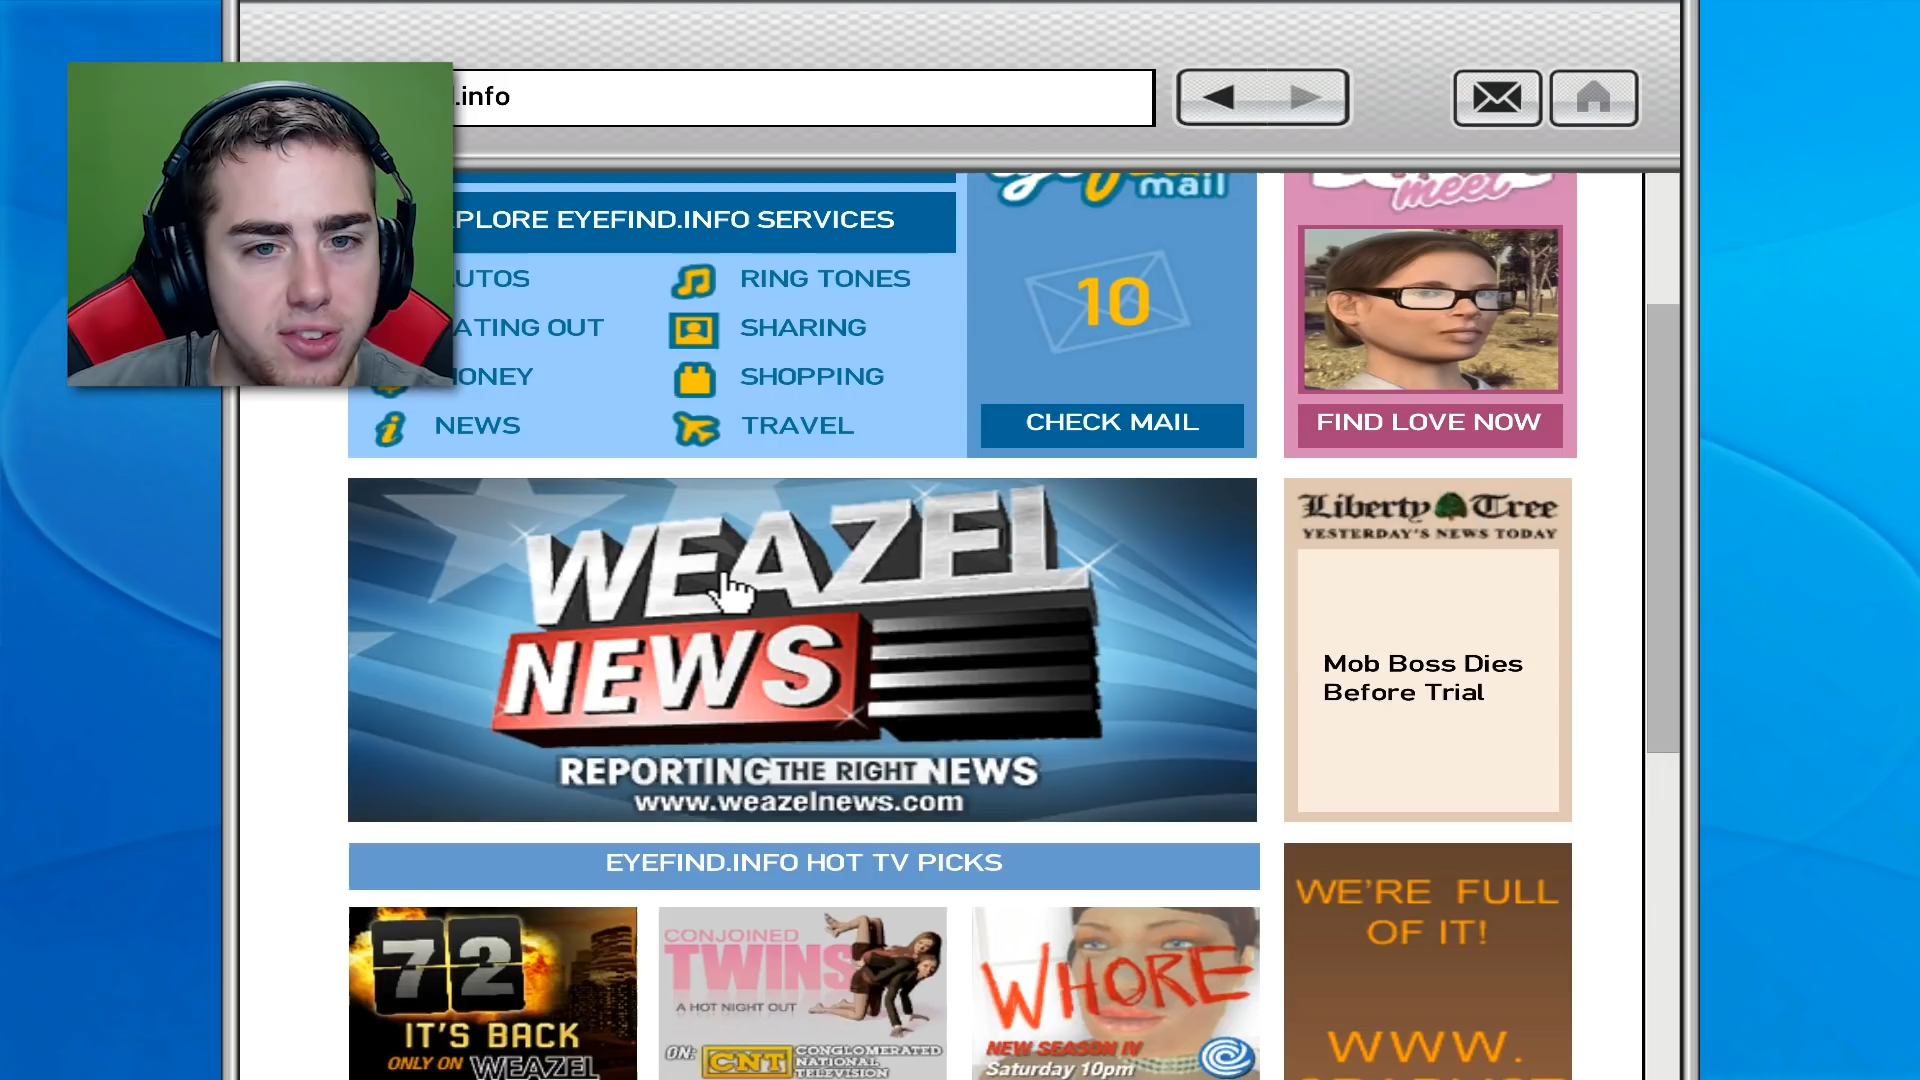 .info
mail
meet
PLORE EYEFIND.INFO SERVICES
UTOS
RING TONES
ATING OUT
SHARING
ONEY
SHOPPING
NEWS
TRAVEL
10
CHECK MAIL
FIND LOVE NOW
WEAZEL
NEWS
REPORTING THE RIGHT NEWS
www.weazelnews.com
Liberty Tree
YESTERDAY'S NEWS TODAY
Mob Boss Dies
Before Trial
EYEFIND.INFO HOT TV PICKS
72
IT'S BACK
ONLY ON WEAZEL
CONJOINED
TWINS
A HOT NIGHT OUT
ON: CNT CONGLOMERATED
NATIONAL
TELEVISION
WHORE
NEW SEASON IV
Saturday 10pm
WE'RE FULL
OF IT!
WWW.